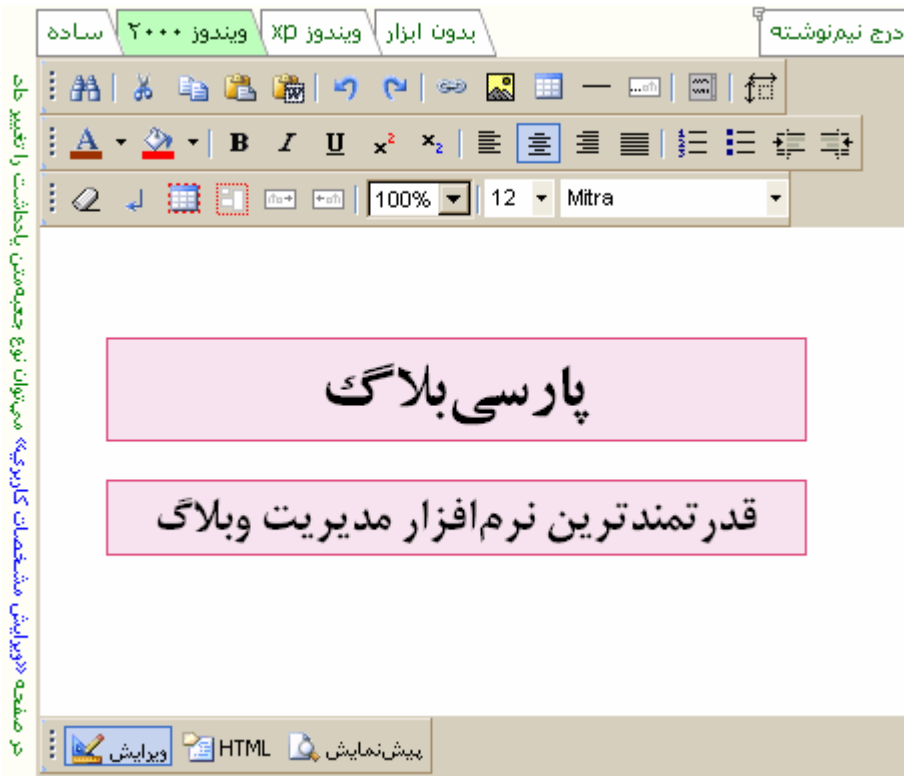 درج نیم‌نوشته
بدون ابزار
ویندوز xp
ویندوز ۲۰۰۰
ساده
A B I U x² x₂
100% 12 Mitra
پارسی‌بلاگ
قدرتمندترین نرم‌افزار مدیریت وبلاگ
ویرایش HTML پیش‌نمایش
در صفحه «ویرایش مشخصات کاربری» می‌توان نوع جعبه‌متن یادداشت را تغییر داد